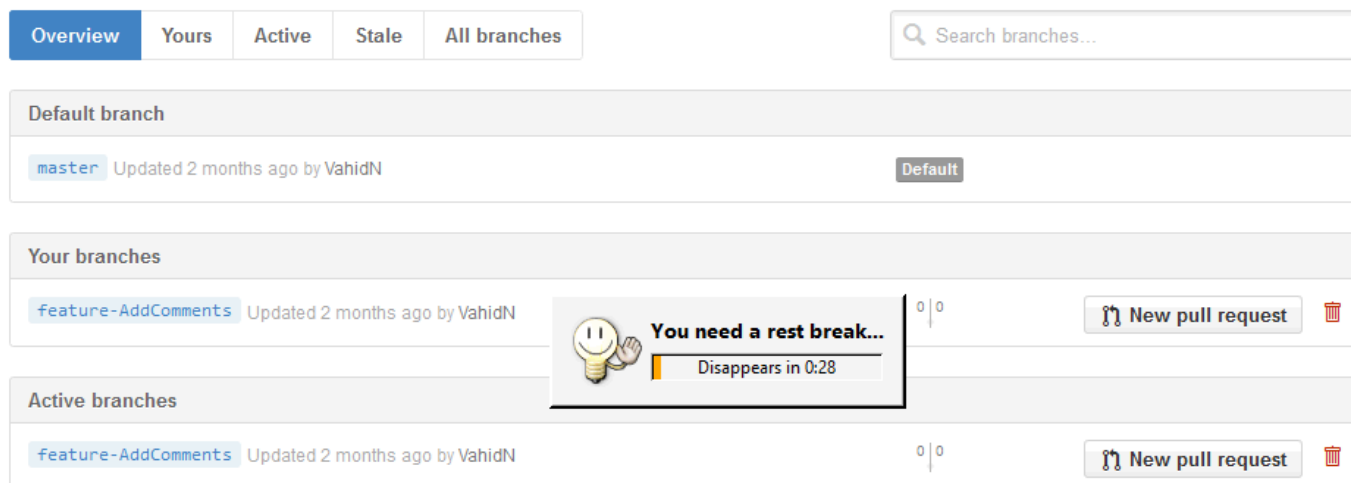 Overview Yours Active Stale All branches Search branches...
Default branch
master Updated 2 months ago by VahidN Default
Your branches
feature-AddComments Updated 2 months ago by VahidN 0 0 New pull request
You need a rest break...
Disappears in 0:28
Active branches
feature-AddComments Updated 2 months ago by VahidN 0 0 New pull request